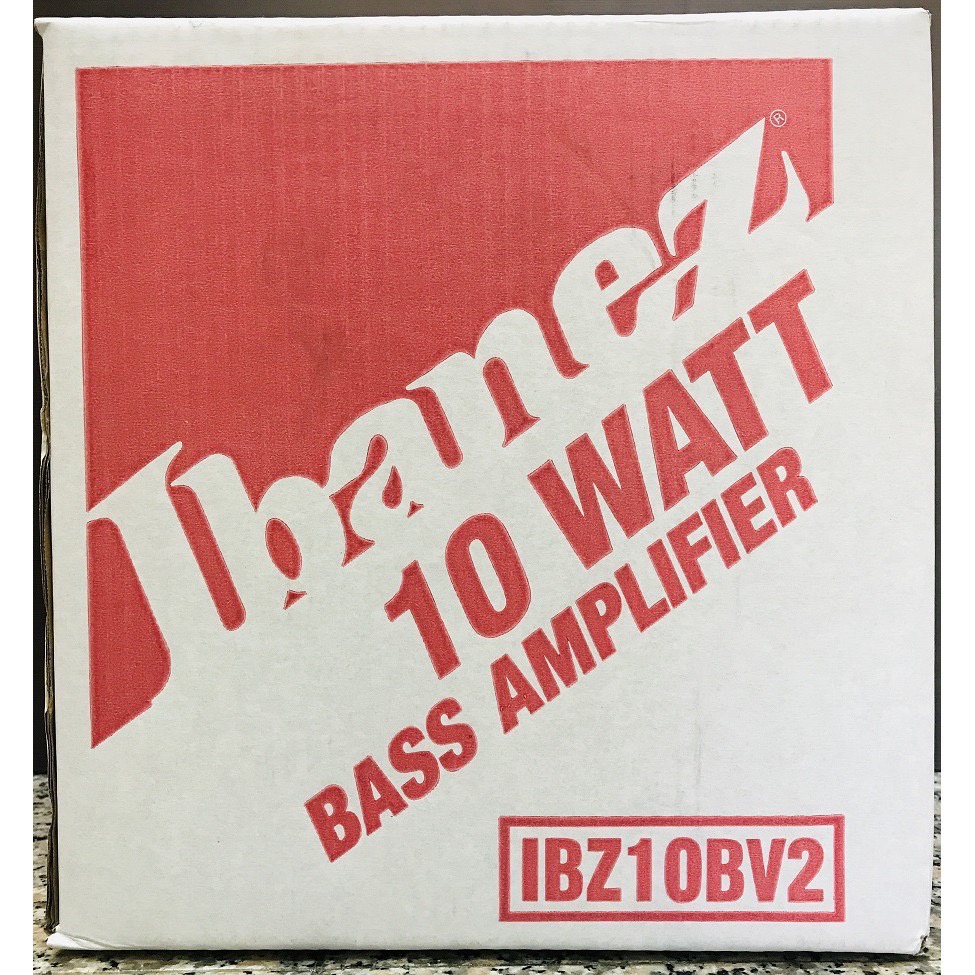 Ibanez®
10 WATT
BASS AMPLIFIER
IBZ10BV2